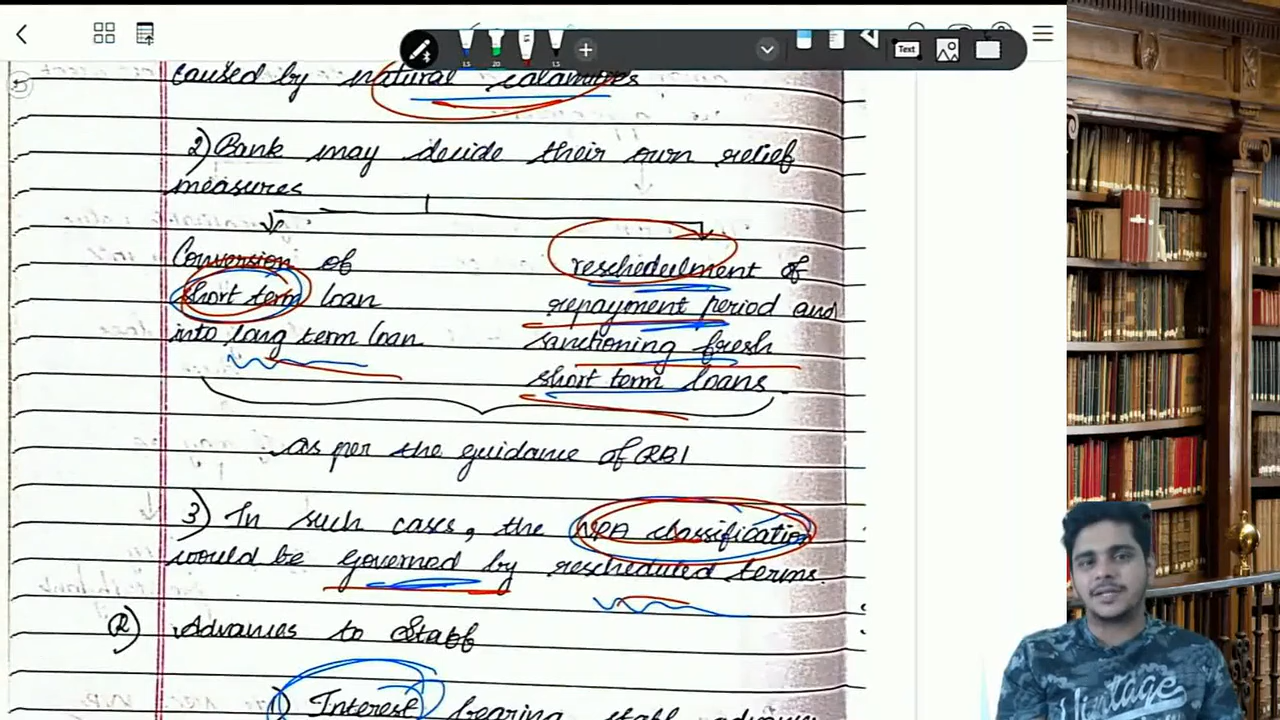 Text
caused by natural calamities
2) Bank may decide their own relief
measures
Conversion of
short term loan
into long term loan
reschedulment of
repayment period and
sanctioning fresh
short term loans
as per the guidance of RBI
3) In such cases, the NPA classification
would be governed by rescheduled terms.
2) Advances to Staff
1) Interest bearing staff advances
Vintage